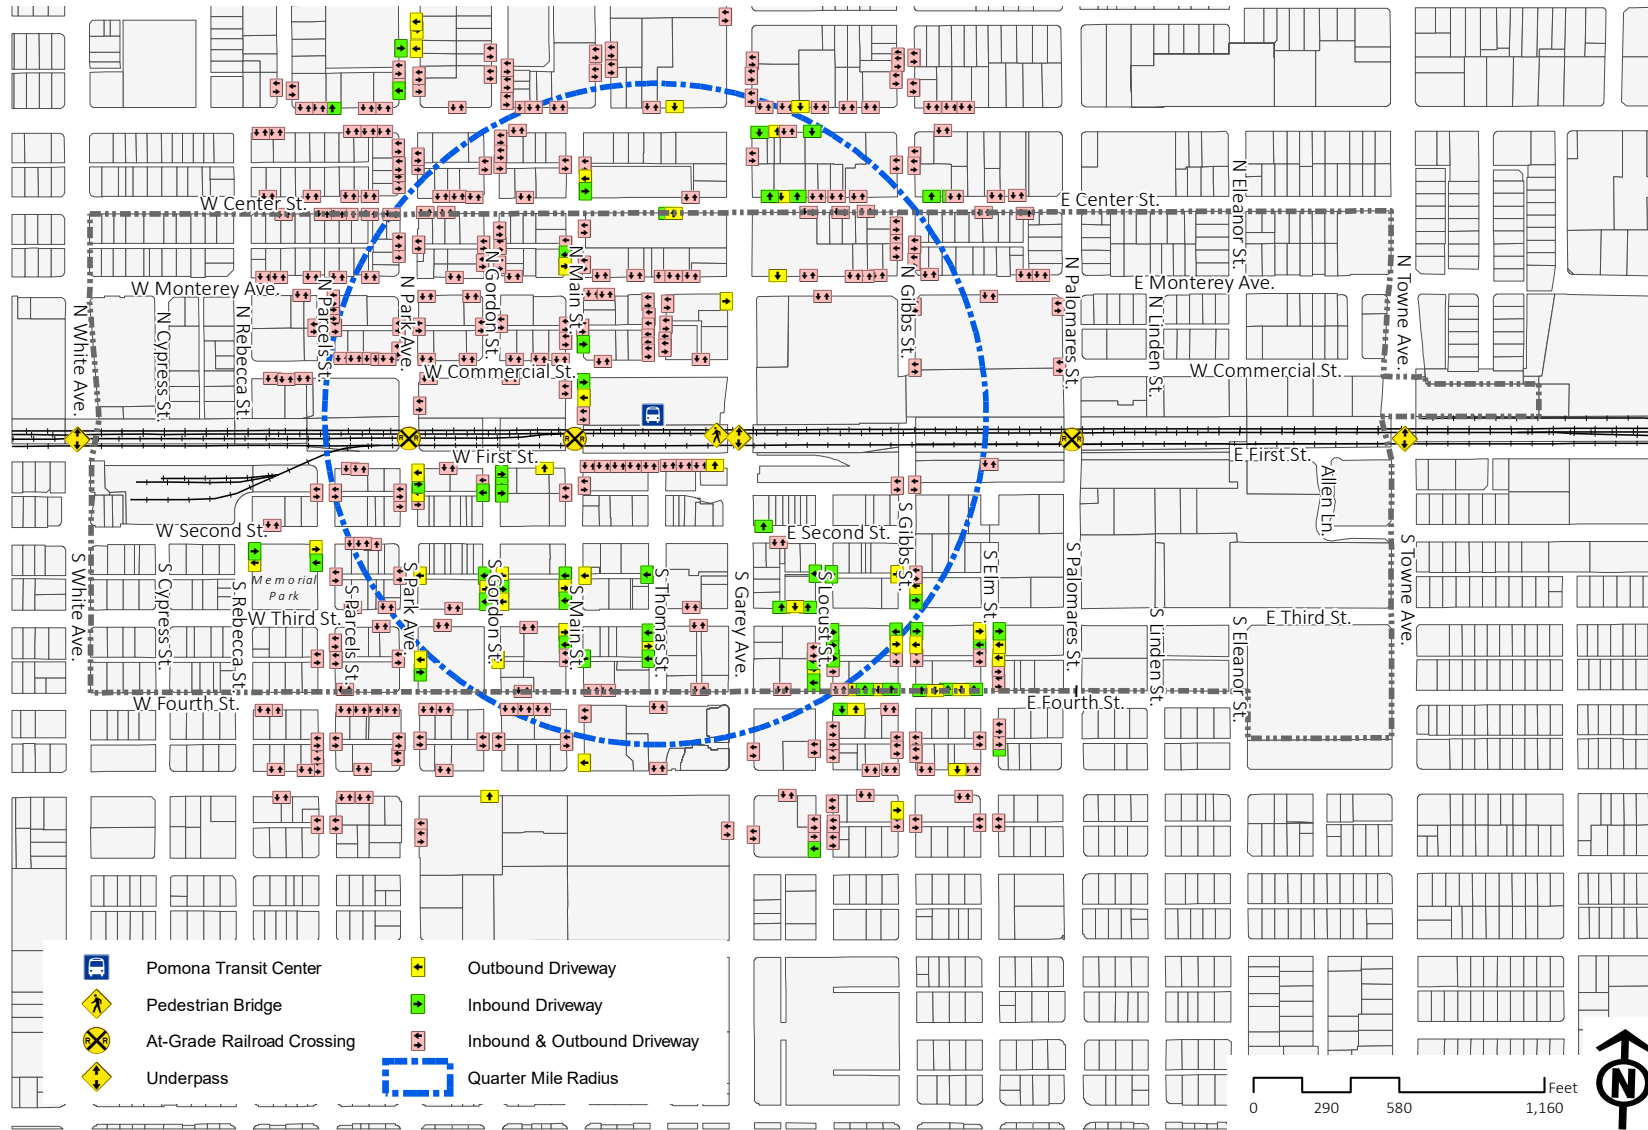 W Center St.
E Center St.
N Eleanor St.
W Monterey Ave.
E Monterey Ave.
N White Ave.
N Cypress St.
N Rebecca St.
N Parcels St.
N Park Ave.
N Gordon St.
N Main St.
N Gibbs St.
N Palomares St.
N Linden St.
N Towne Ave.
W Commercial St.
W Commercial St.
W First St.
E First St.
Allen Ln.
W Second St.
E Second St.
S White Ave.
S Cypress St.
S Rebecca St.
Memorial
Park
S Parcels St.
S Park Ave.
S Gordon St.
S Main St.
S Thomas St.
S Garey Ave.
S Locust St.
S Gibbs St.
S Elm St.
S Palomares St.
S Linden St.
S Eleanor St.
S Towne Ave.
W Third St.
E Third St.
W Fourth St.
E Fourth St.
Pomona Transit Center
Outbound Driveway
Pedestrian Bridge
Inbound Driveway
R R
At-Grade Railroad Crossing
Inbound & Outbound Driveway
Underpass
Quarter Mile Radius
Feet
0 290 580 1,160
N